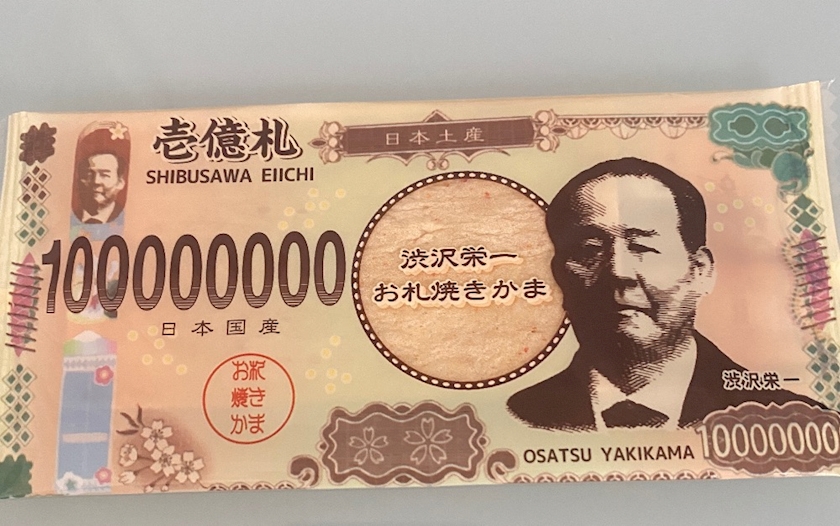 壱億札
SHIBUSAWA EIICHI
日本土産
100000000
日本国産
渋沢栄一
お札焼きかま
お札
焼き
かま
渋沢栄一
OSATSU YAKIKAMA
10000000